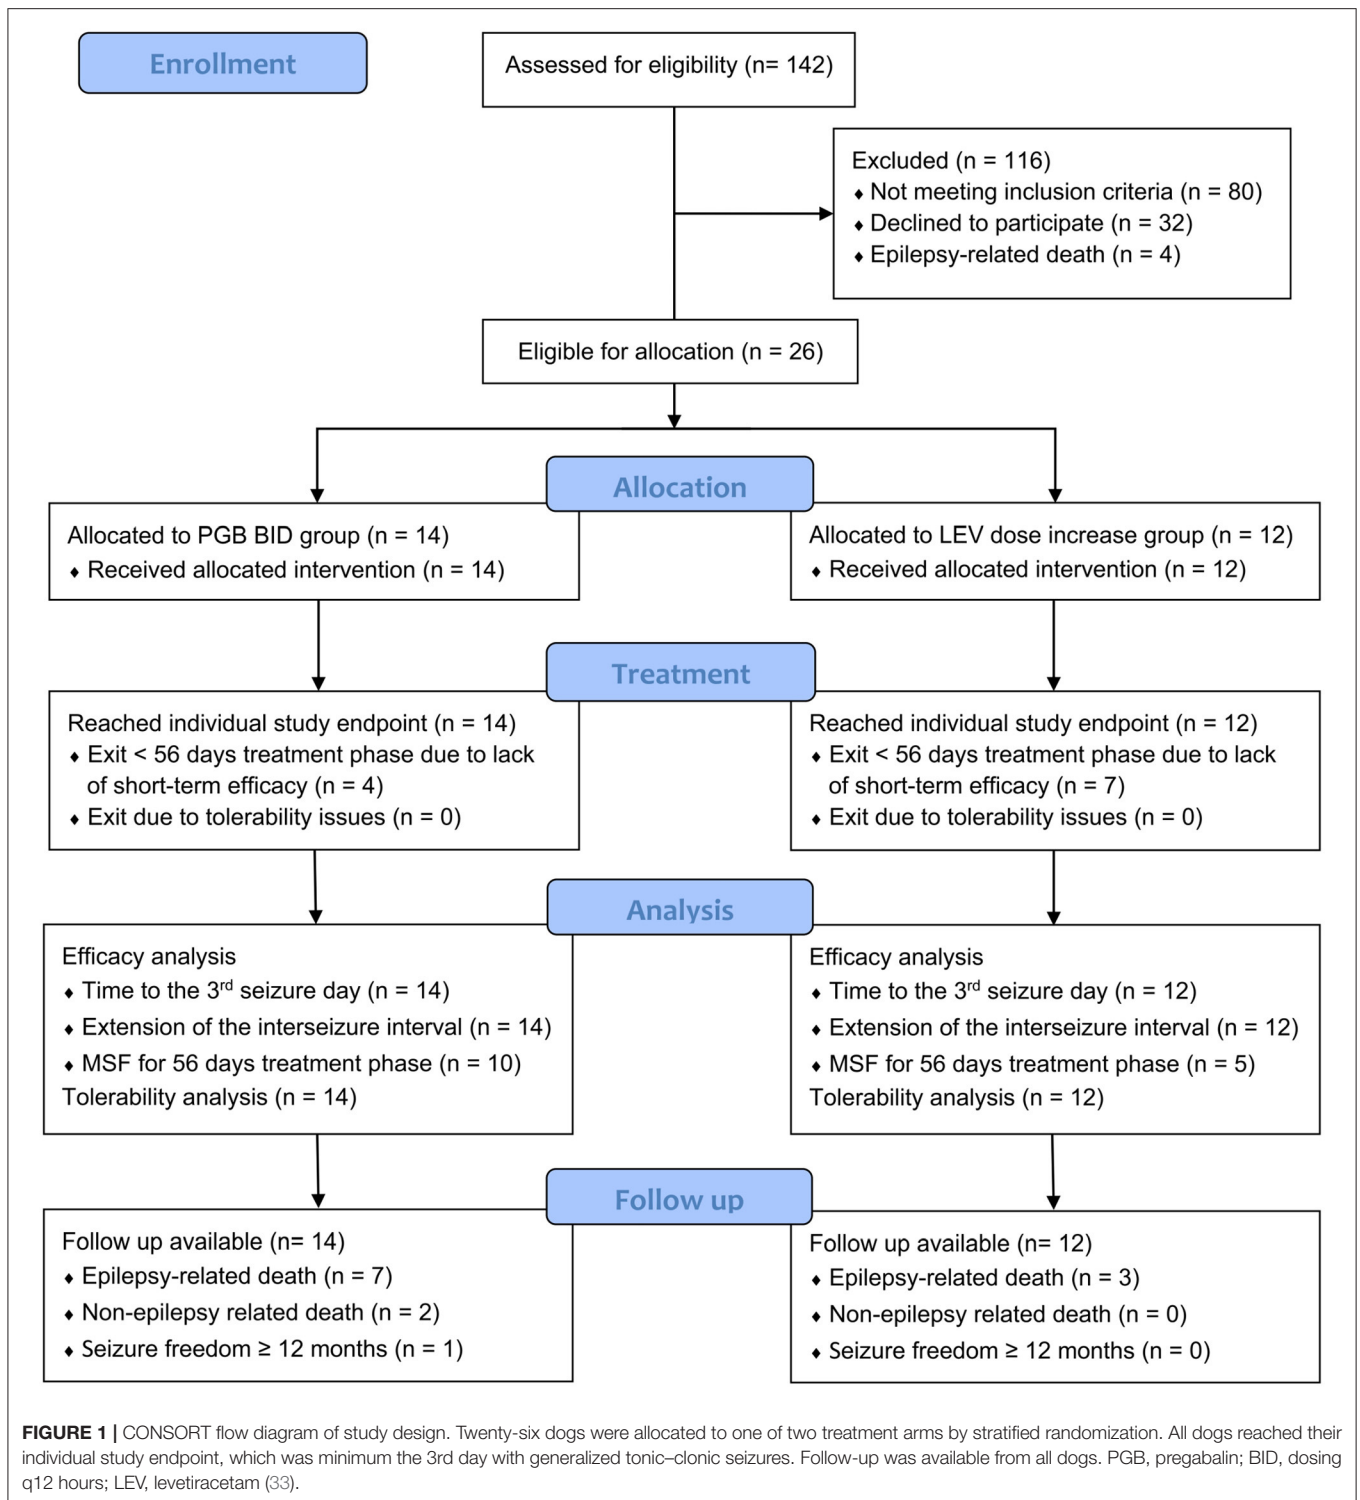 Enrollment
Assessed for eligibility (n= 142)
Excluded (n = 116)
♦ Not meeting inclusion criteria (n = 80)
♦ Declined to participate (n = 32)
♦ Epilepsy-related death (n = 4)
Eligible for allocation (n = 26)
Allocation
Allocated to PGB BID group (n = 14)
♦ Received allocated intervention (n = 14)
Allocated to LEV dose increase group (n = 12)
♦ Received allocated intervention (n = 12)
Treatment
Reached individual study endpoint (n = 14)
♦ Exit < 56 days treatment phase due to lack
of short-term efficacy (n = 4)
♦ Exit due to tolerability issues (n = 0)
Reached individual study endpoint (n = 12)
♦ Exit < 56 days treatment phase due to lack
of short-term efficacy (n = 7)
♦ Exit due to tolerability issues (n = 0)
Analysis
Efficacy analysis
♦ Time to the 3rd seizure day (n = 14)
♦ Extension of the interseizure interval (n = 14)
♦ MSF for 56 days treatment phase (n = 10)
Tolerability analysis (n = 14)
Efficacy analysis
♦ Time to the 3rd seizure day (n = 12)
♦ Extension of the interseizure interval (n = 12)
♦ MSF for 56 days treatment phase (n = 5)
Tolerability analysis (n = 12)
Follow up
Follow up available (n= 14)
♦ Epilepsy-related death (n = 7)
♦ Non-epilepsy related death (n = 2)
♦ Seizure freedom ≥ 12 months (n = 1)
Follow up available (n= 12)
♦ Epilepsy-related death (n = 3)
♦ Non-epilepsy related death (n = 0)
♦ Seizure freedom ≥ 12 months (n = 0)
FIGURE 1 | CONSORT flow diagram of study design. Twenty-six dogs were allocated to one of two treatment arms by stratified randomization. All dogs reached their
individual study endpoint, which was minimum the 3rd day with generalized tonic–clonic seizures. Follow-up was available from all dogs. PGB, pregabalin; BID, dosing
q12 hours; LEV, levetiracetam (33).